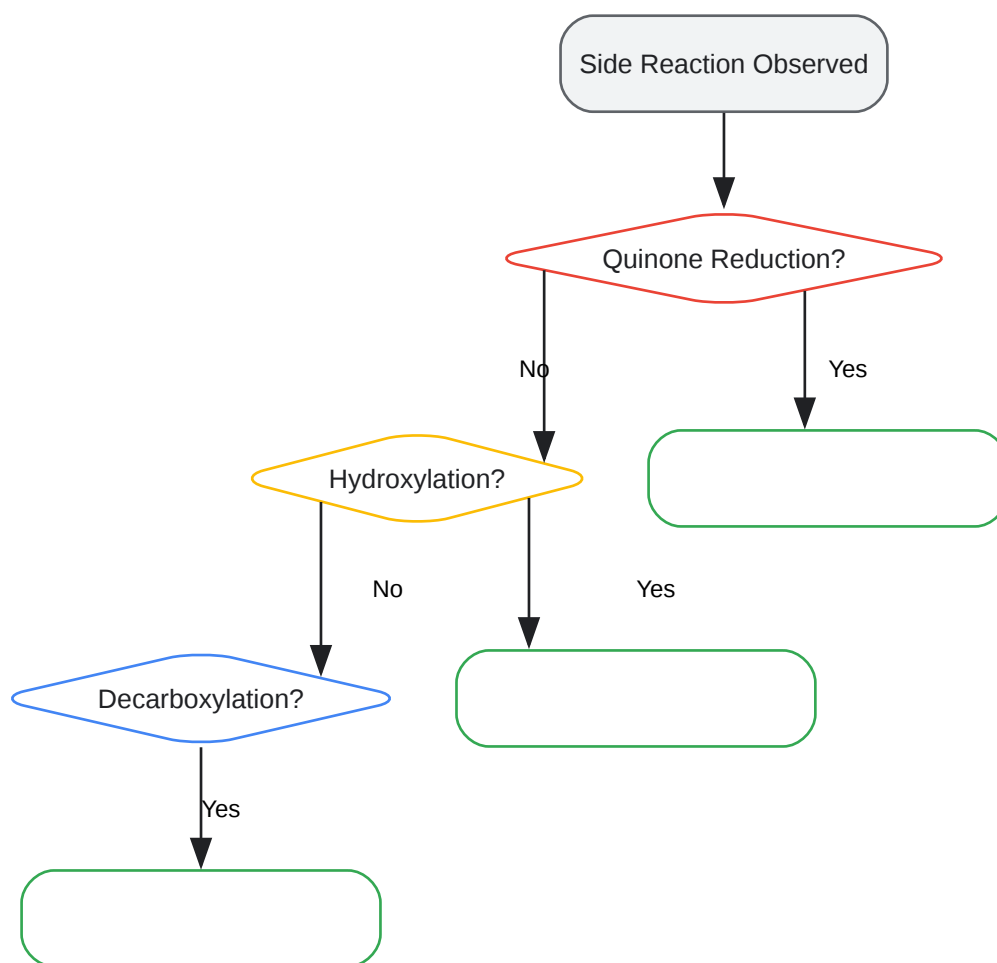 Side Reaction Observed
Quinone Reduction?
No
Yes
Hydroxylation?
No
Yes
Decarboxylation?
Yes